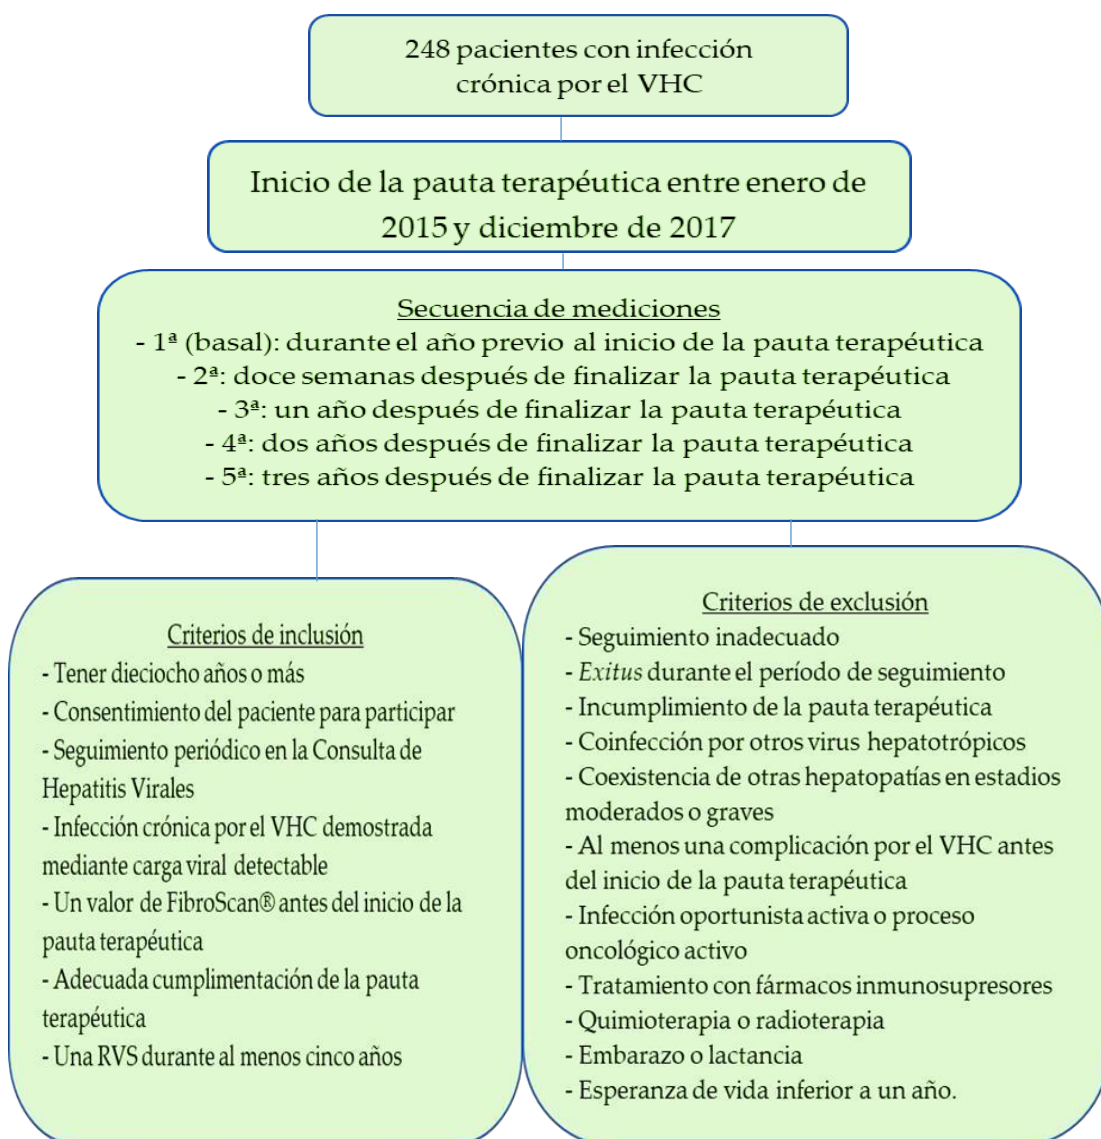 248 pacientes con infección
crónica por el VHC
Inicio de la pauta terapéutica entre enero de
2015 y diciembre de 2017
Secuencia de mediciones
- 1ª (basal): durante el año previo al inicio de la pauta terapéutica
- 2ª: doce semanas después de finalizar la pauta terapéutica
- 3ª: un año después de finalizar la pauta terapéutica
- 4ª: dos años después de finalizar la pauta terapéutica
- 5ª: tres años después de finalizar la pauta terapéutica
Criterios de inclusión
- Tener dieciocho años o más
- Consentimiento del paciente para participar
- Seguimiento periódico en la Consulta de
Hepatitis Virales
- Infección crónica por el VHC demostrada
mediante carga viral detectable
- Un valor de FibroScan® antes del inicio de la
pauta terapéutica
- Adecuada cumplimentación de la pauta
terapéutica
- Una RVS durante al menos cinco años
Criterios de exclusión
- Seguimiento inadecuado
- Exitus durante el período de seguimiento
- Incumplimiento de la pauta terapéutica
- Coinfección por otros virus hepatotrópicos
- Coexistencia de otras hepatopatías en estadios
moderados o graves
- Al menos una complicación por el VHC antes
del inicio de la pauta terapéutica
- Infección oportunista activa o proceso
oncológico activo
- Tratamiento con fármacos inmunosupresores
- Quimioterapia o radioterapia
- Embarazo o lactancia
- Esperanza de vida inferior a un año.